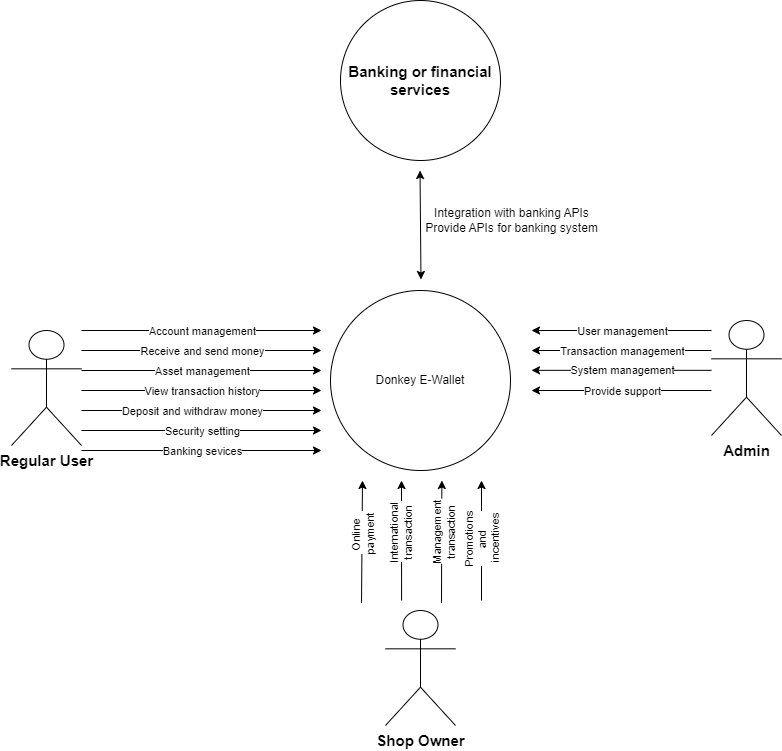 Banking or financial
services
Integration with banking APIs
Provide APIs for banking system
Account management
Receive and send money
Asset management
View transaction history
Deposit and withdraw money
Security setting
Banking sevices
Regular User
Donkey E-Wallet
User management
Transaction management
System management
Provide support
Admin
Online
payment
International
transaction
Management
transaction
Promotions
and
incentives
Shop Owner